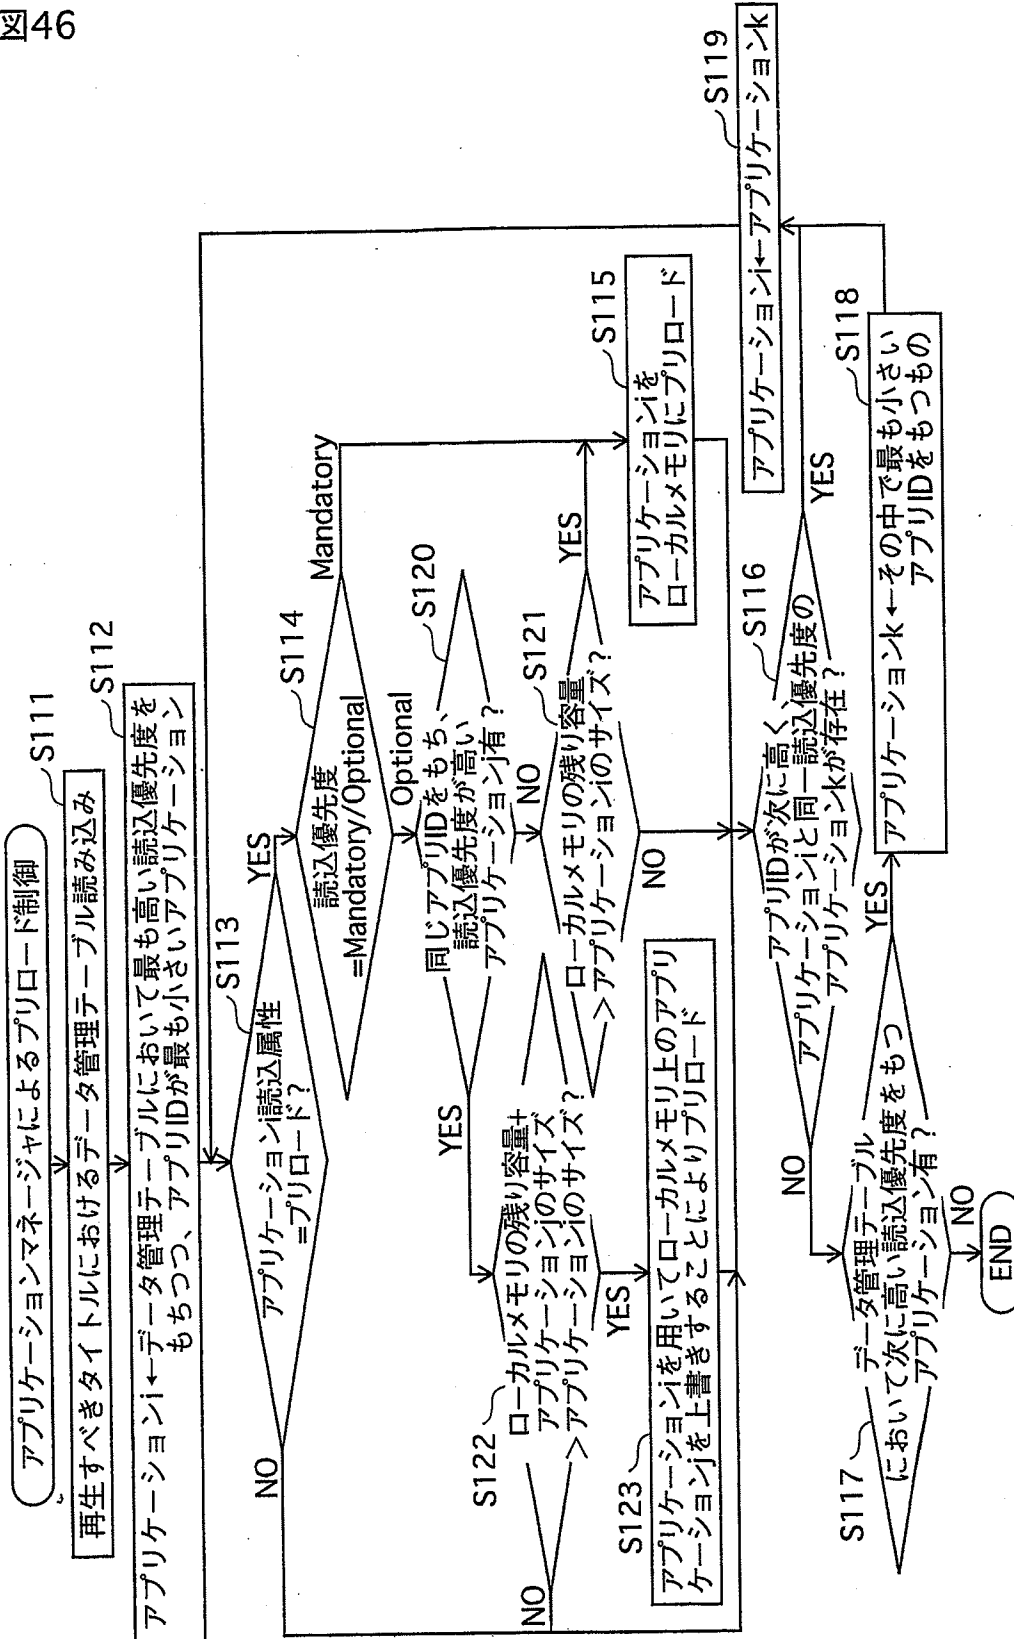 図46
アプリケーションマネージャによるプリロード制御
S111
再生すべきタイトルにおけるデータ管理テーブル読み込み
S112
アプリケーションi←データ管理テーブルにおいて最も高い読込優先度を
もちつつ、アプリIDが最も小さいアプリケーション
S113
アプリケーションi読込属性
=プリロード?
YES
NO
S114
読込優先度
=Mandatory/Optional
Mandatory
Optional
S120
同じアプリIDをもち、
読込優先度が高い
アプリケーションj有?
YES
NO
S121
ローカルメモリの残り容量
>アプリケーションiのサイズ?
YES
NO
S115
アプリケーションiを
ローカルメモリにプリロード
S122
ローカルメモリの残り容量+
アプリケーションjのサイズ
>アプリケーションiのサイズ?
NO
YES
S123
アプリケーションiを用いてローカルメモリ上のアプリ
ケーションjを上書きすることによりプリロード
S116
アプリIDが次に高く、
アプリケーションiと同一読込優先度の
アプリケーションkが存在?
YES
NO
S119
アプリケーションi←アプリケーションk
S117
データ管理テーブル
において次に高い読込優先度をもつ
アプリケーション有?
YES
NO
S118
アプリケーションk←その中で最も小さい
アプリIDをもつもの
END